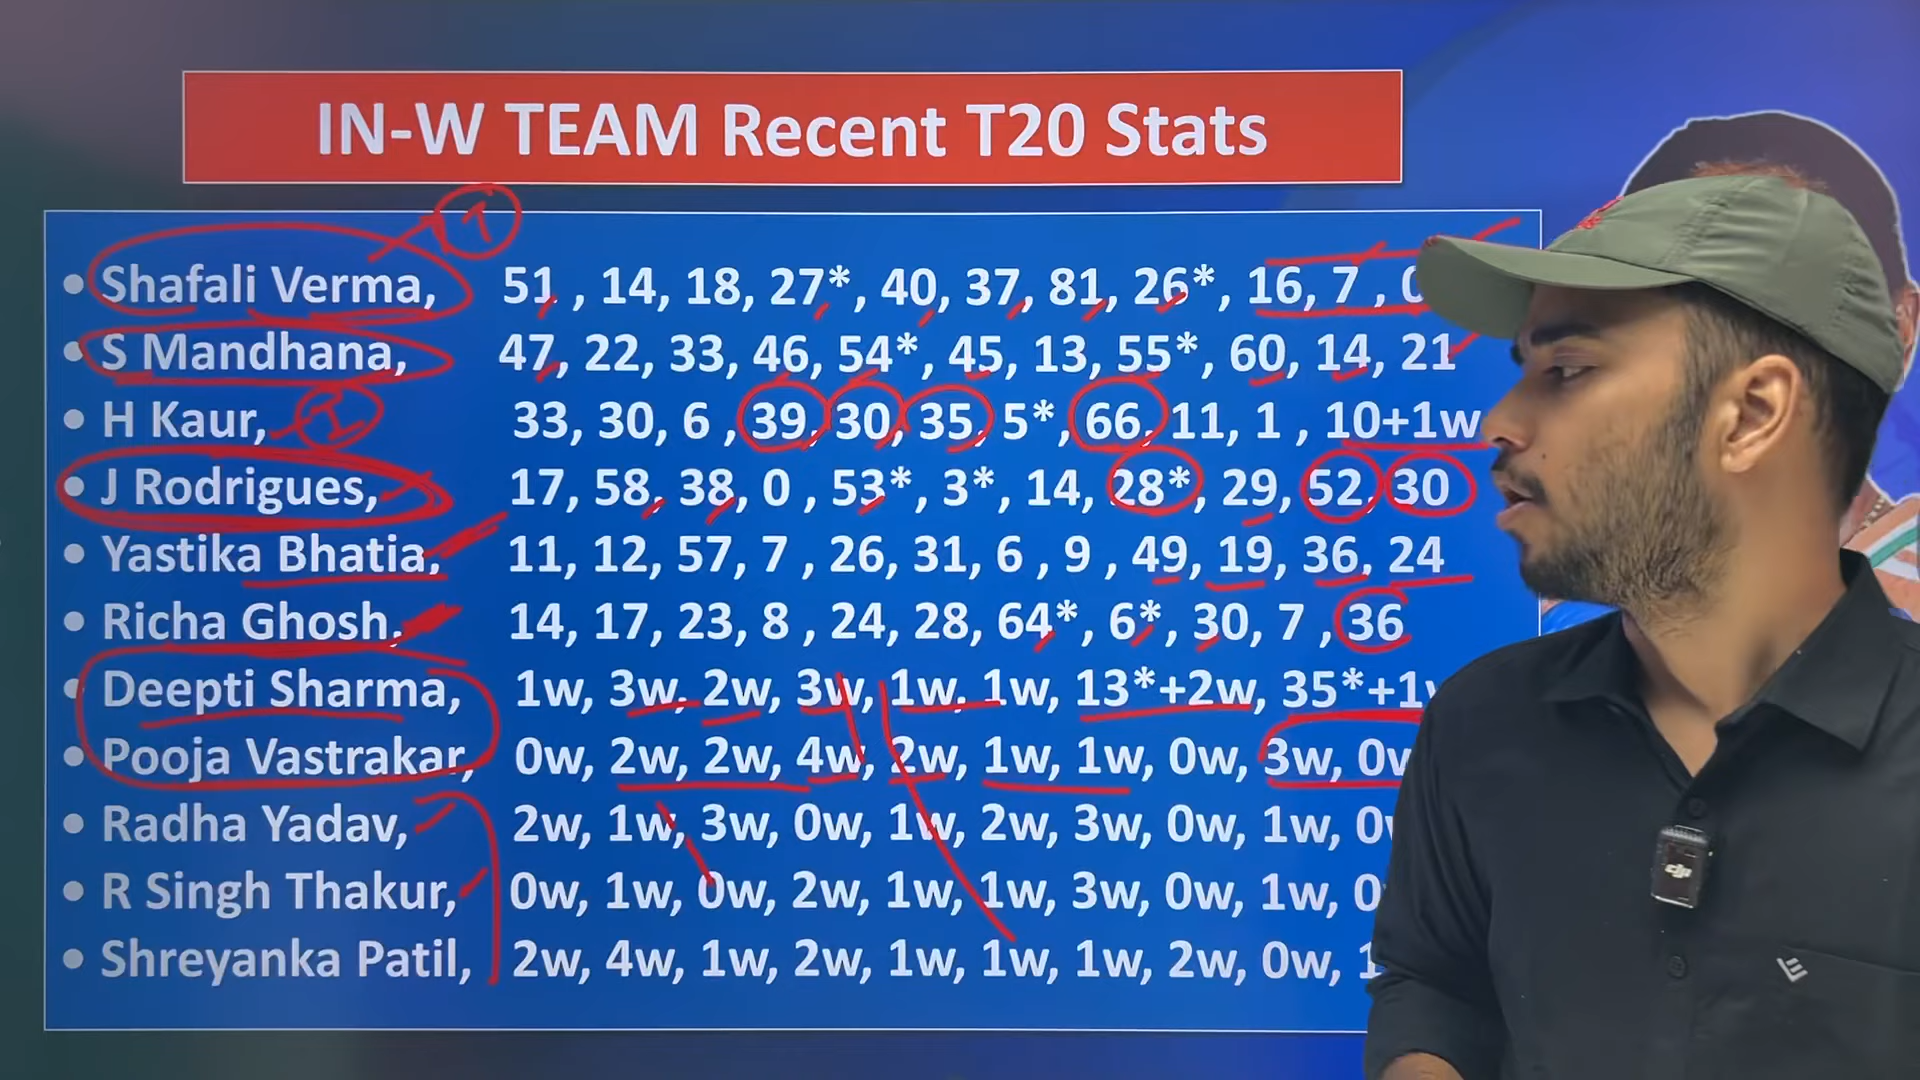 IN-W TEAM Recent T20 Stats
• Shafali Verma, 51 , 14, 18, 27*, 40, 37, 81, 26*, 16, 7 , 0
• S Mandhana, 47, 22, 33, 46, 54*, 45, 13, 55*, 60, 14, 21
• H Kaur, 33, 30, 6 , 39, 30, 35, 5*, 66, 11, 1 , 10+1w
• J Rodrigues, 17, 58, 38, 0 , 53*, 3*, 14, 28*, 29, 52, 30
• Yastika Bhatia, 11, 12, 57, 7 , 26, 31, 6 , 9 , 49, 19, 36, 24
• Richa Ghosh, 14, 17, 23, 8 , 24, 28, 64*, 6*, 30, 7 , 36
• Deepti Sharma, 1w, 3w, 2w, 3w, 1w, 1w, 13*+2w, 35*+1
• Pooja Vastrakar, 0w, 2w, 2w, 4w, 2w, 1w, 1w, 0w, 3w, 0w
• Radha Yadav, 2w, 1w, 3w, 0w, 1w, 2w, 3w, 0w, 1w, 0
• R Singh Thakur, 0w, 1w, 0w, 2w, 1w, 1w, 3w, 0w, 1w, 0
• Shreyanka Patil, 2w, 4w, 1w, 2w, 1w, 1w, 1w, 2w, 0w, 1
dji